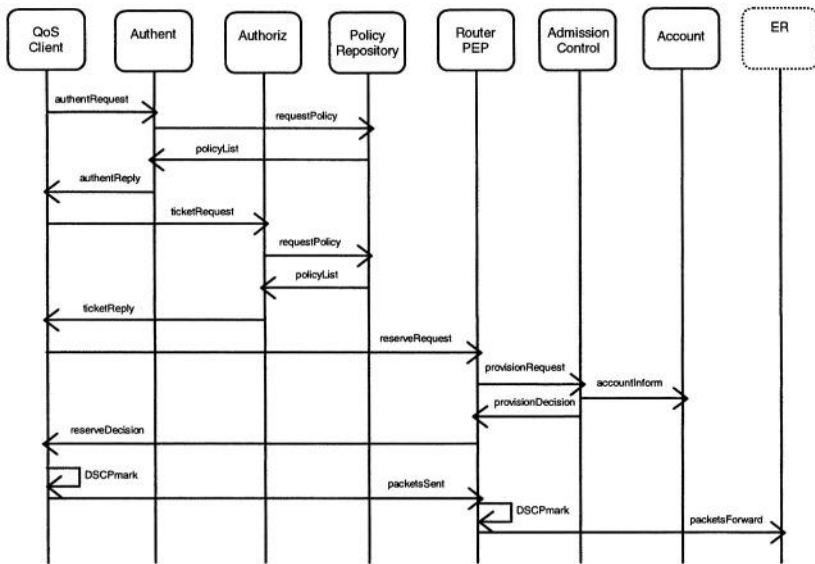 QoS
Client
Authent
Authoriz
Policy
Repository
Router
PEP
Admission
Control
Account
ER
authentRequest
requestPolicy
policyList
authentReply
ticketRequest
requestPolicy
policyList
ticketReply
reserveRequest
provisionRequest
accountInform
provisionDecision
reserveDecision
DSCPmark
packetsSent
DSCPmark
packetsForward